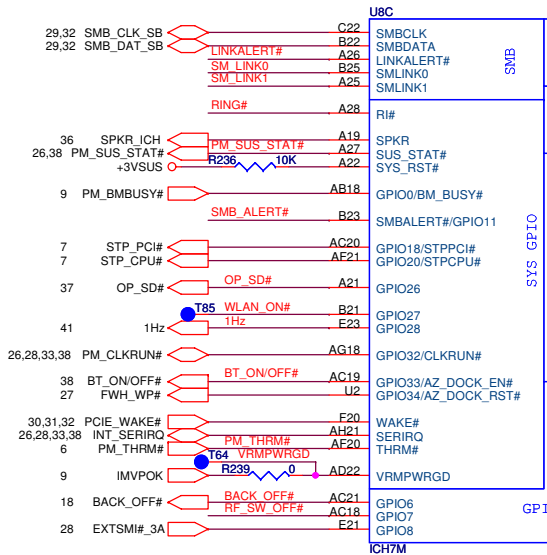 U8C
29,32 SMB_CLK_SB C22 SMBCLK
29,32 SMB_DAT_SB B22 SMBDATA
LINKALERT# A26 LINKALERT#
SM_LINK0 B25 SMLINK0
SM_LINK1 A25 SMLINK1
SMB
RING# A28 RI#
36 SPKR_ICH A19 SPKR
26,38 PM_SUS_STAT# PM_SUS_STAT# A27 SUS_STAT#
+3VSUS R236 10K A22 SYS_RST#
9 PM_BMBUSY# AB18 GPIO0/BM_BUSY#
SMB_ALERT# B23 SMBALERT#/GPIO11
7 STP_PCI# AC20 GPIO18/STPPCI#
7 STP_CPU# AF21 GPIO20/STPCPU#
SYS GPIO
37 OP_SD# OP_SD# A21 GPIO26
T85 WLAN_ON# B21 GPIO27
41 1Hz 1Hz E23 GPIO28
26,28,33,38 PM_CLKRUN# AG18 GPIO32/CLKRUN#
38 BT_ON/OFF# BT_ON/OFF# AC19 GPIO33/AZ_DOCK_EN#
27 FWH_WP# U2 GPIO34/AZ_DOCK_RST#
30,31,32 PCIE_WAKE# F20 WAKE#
26,28,33,38 INT_SERIRQ AH21 SERIRQ
6 PM_THRM# PM_THRM# AF20 THRM#
T64 VRMPWRGD
9 IMVPOK R239 0 AD22 VRMPWRGD
18 BACK_OFF# BACK_OFF# AC21 GPIO6
RF_SW_OFF# AC18 GPIO7
GPI
28 EXTSMI#_3A E21 GPIO8
ICH7M